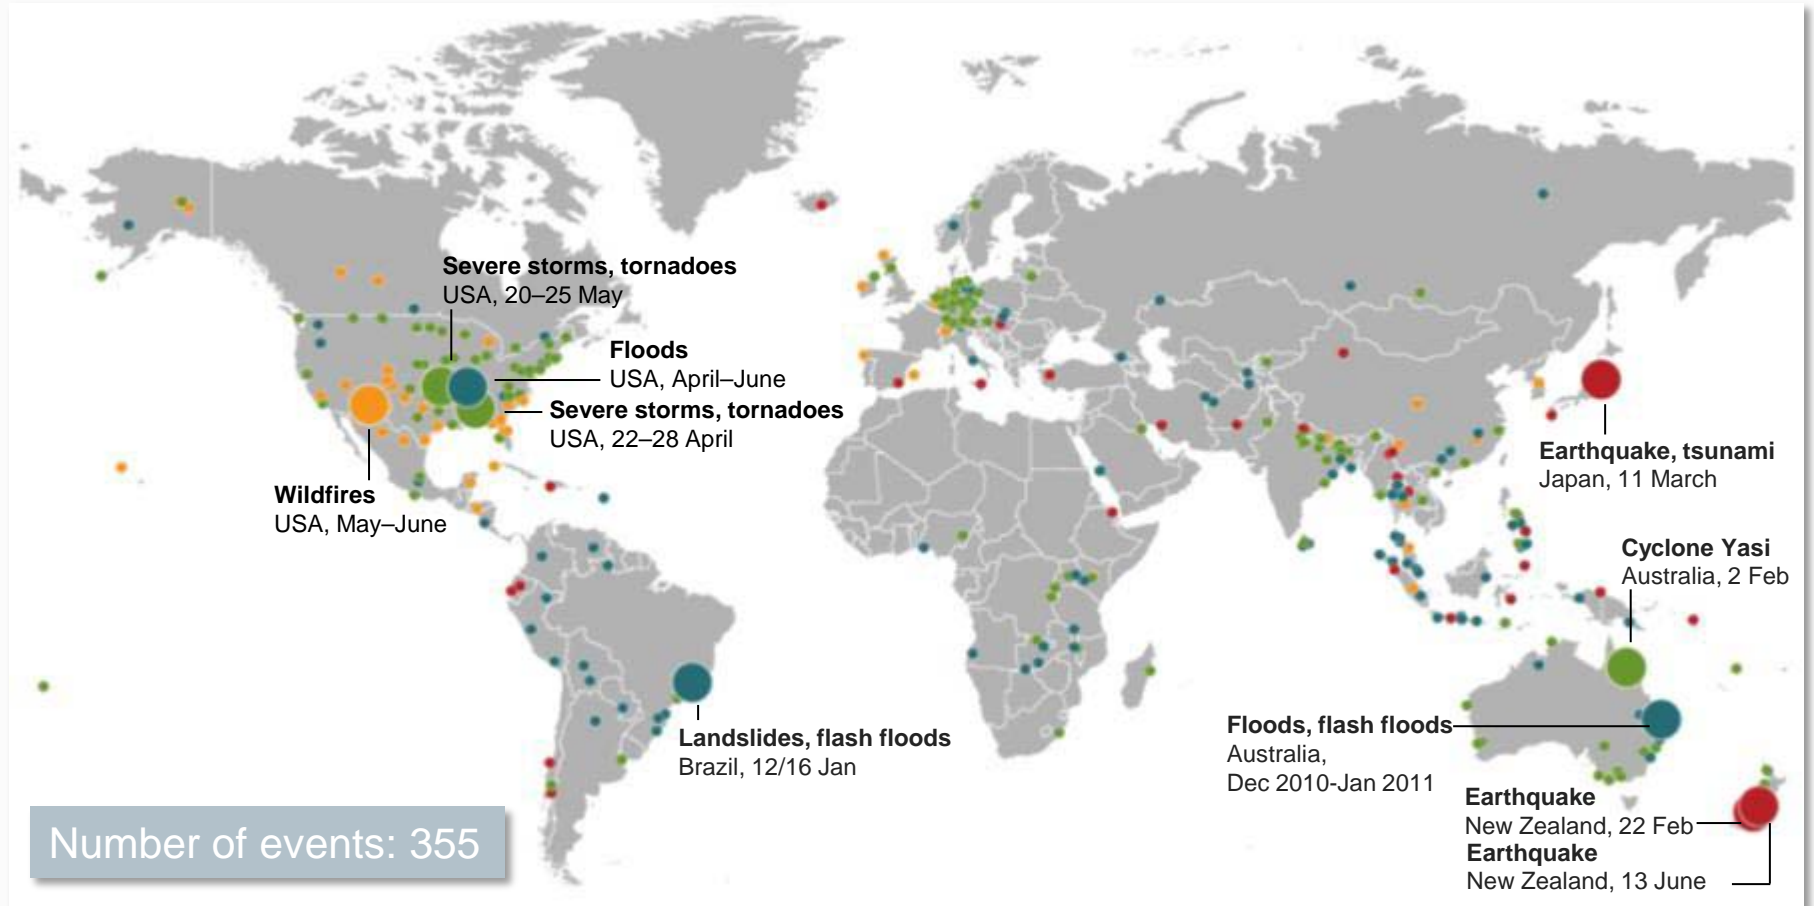 Severe storms, tornadoes
USA, 20–25 May
Floods
USA, April–June
Severe storms, tornadoes
USA, 22–28 April
Wildfires
USA, May–June
Earthquake, tsunami
Japan, 11 March
Cyclone Yasi
Australia, 2 Feb
Landslides, flash floods
Brazil, 12/16 Jan
Floods, flash floods
Australia,
Dec 2010-Jan 2011
Earthquake
New Zealand, 22 Feb
Earthquake
New Zealand, 13 June
Number of events: 355